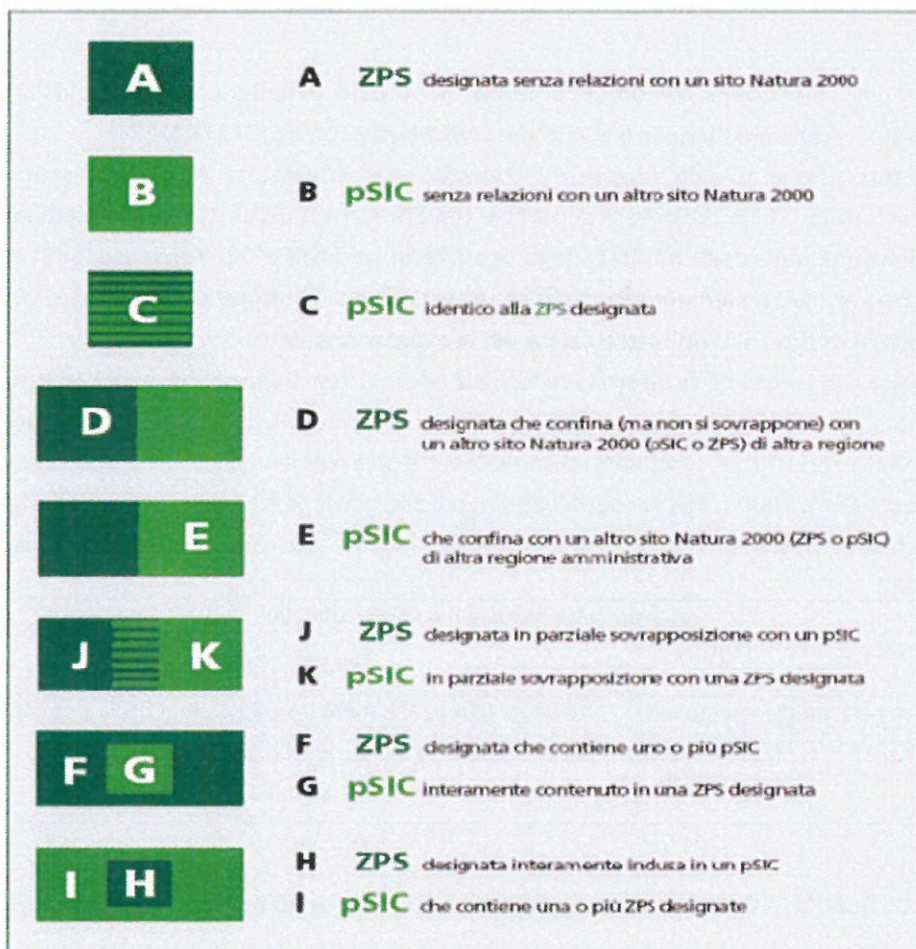 A A ZPS designata senza relazioni con un sito Natura 2000
B B pSIC senza relazioni con un altro sito Natura 2000
C C pSIC identico alla ZPS designata
D D ZPS designata che confina (ma non si sovrappone) con
un altro sito Natura 2000 (pSIC o ZPS) di altra regione
E E pSIC che confina con un altro sito Natura 2000 (ZPS o pSIC)
di altra regione amministrativa
J K J ZPS designata in parziale sovrapposizione con un pSIC
K pSIC in parziale sovrapposizione con una ZPS designata
F G F ZPS designata che contiene uno o più pSIC
G pSIC interamente contenuto in una ZPS designata
I H H ZPS designata interamente inclusa in un pSIC
I pSIC che contiene una o più ZPS designate